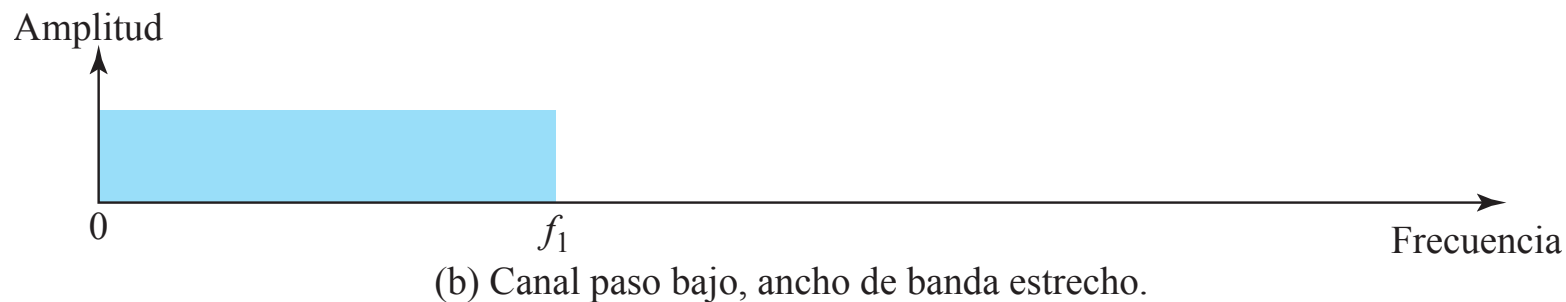 Amplitud
0
f1
Frecuencia
(b) Canal paso bajo, ancho de banda estrecho.